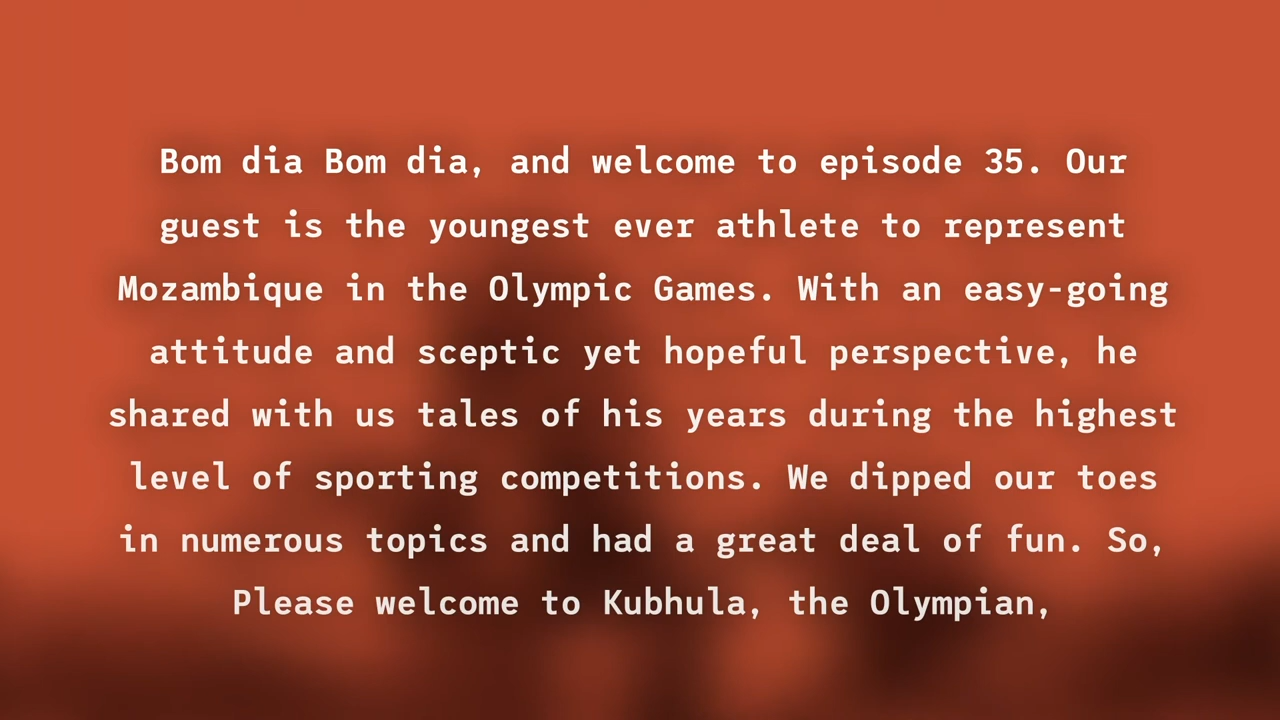 Bom dia Bom dia, and welcome to episode 35. Our
guest is the youngest ever athlete to represent
Mozambique in the Olympic Games. With an easy-going
attitude and sceptic yet hopeful perspective, he
shared with us tales of his years during the highest
level of sporting competitions. We dipped our toes
in numerous topics and had a great deal of fun. So,
Please welcome to Kubhula, the Olympian,